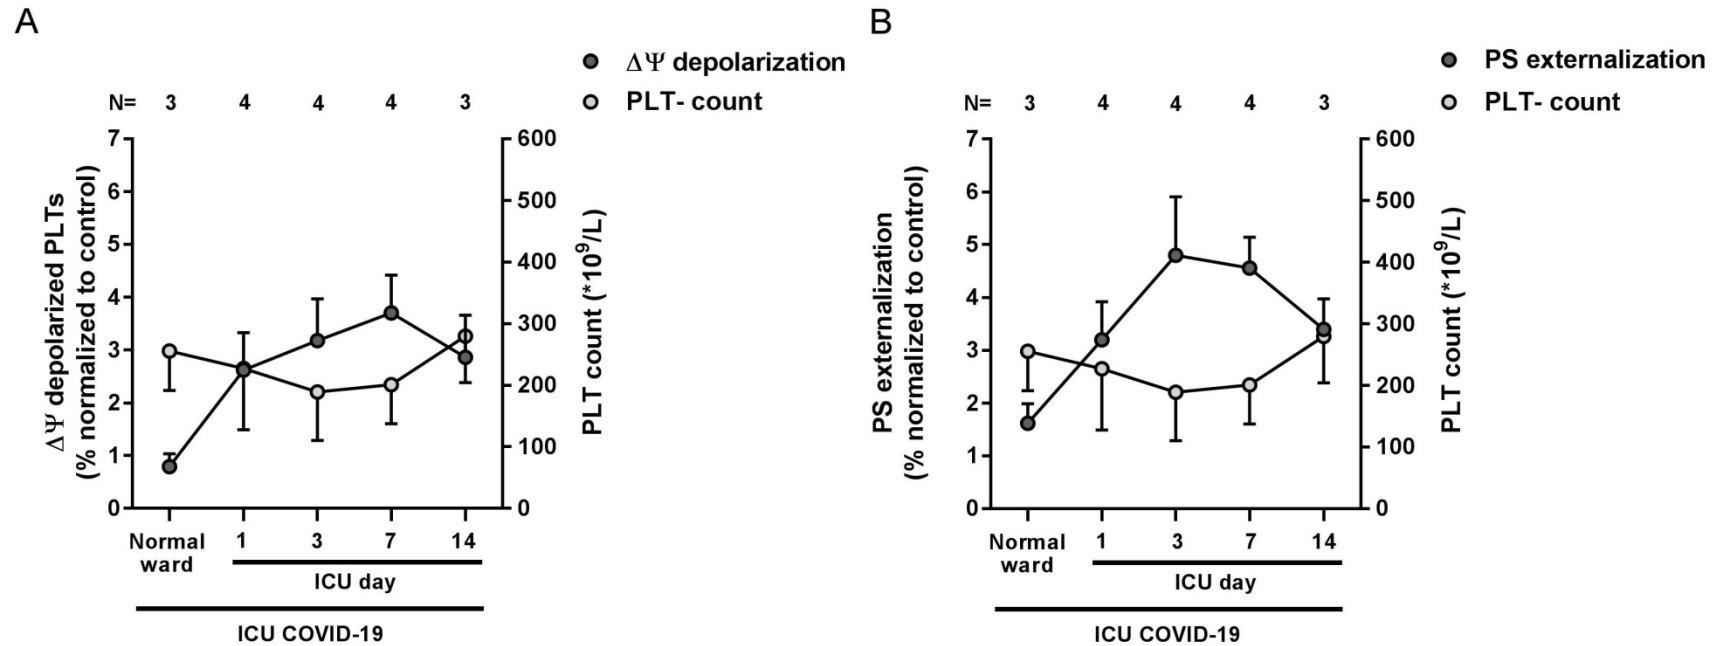 A
ΔΨ depolarization
PLT- count
N= 3 4 4 4 3
ΔΨ depolarized PLTs
(% normalized to control)
7
6
5
4
3
2
1
0
600
500
400
300
200
100
0
PLT count (*10⁹/L)
Normal ward
1 3 7 14
ICU day
ICU COVID-19
B
PS externalization
PLT- count
N= 3 4 4 4 3
PS externalization
(% normalized to control)
7
6
5
4
3
2
1
0
600
500
400
300
200
100
0
PLT count (*10⁹/L)
Normal ward
1 3 7 14
ICU day
ICU COVID-19